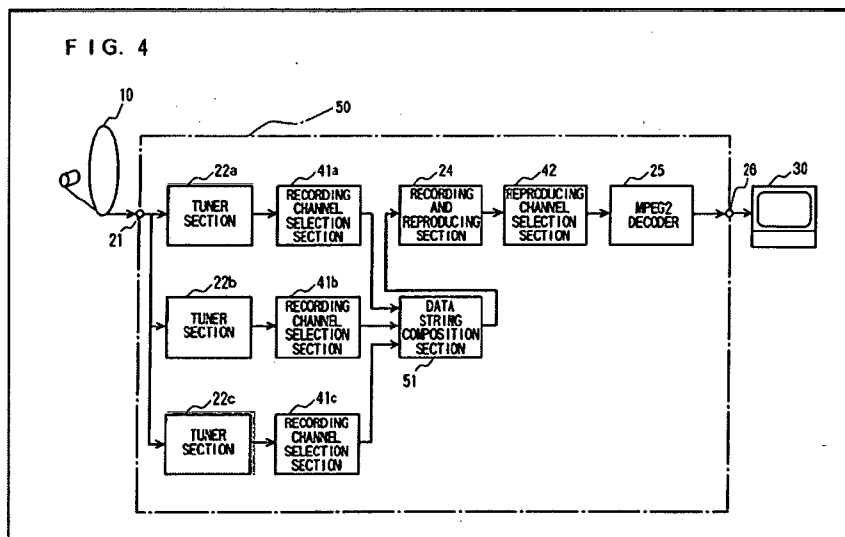 FIG. 4
10
50
22a
41a
24
42
25
26
30
TUNER
SECTION
RECORDING
CHANNEL
SELECTION
SECTION
RECORDING
AND
REPRODUCING
SECTION
REPRODUCING
CHANNEL
SELECTION
SECTION
MPEG2
DECODER
21
22b
41b
TUNER
SECTION
RECORDING
CHANNEL
SELECTION
SECTION
DATA
STRING
COMPOSITION
SECTION
51
22c
41c
TUNER
SECTION
RECORDING
CHANNEL
SELECTION
SECTION